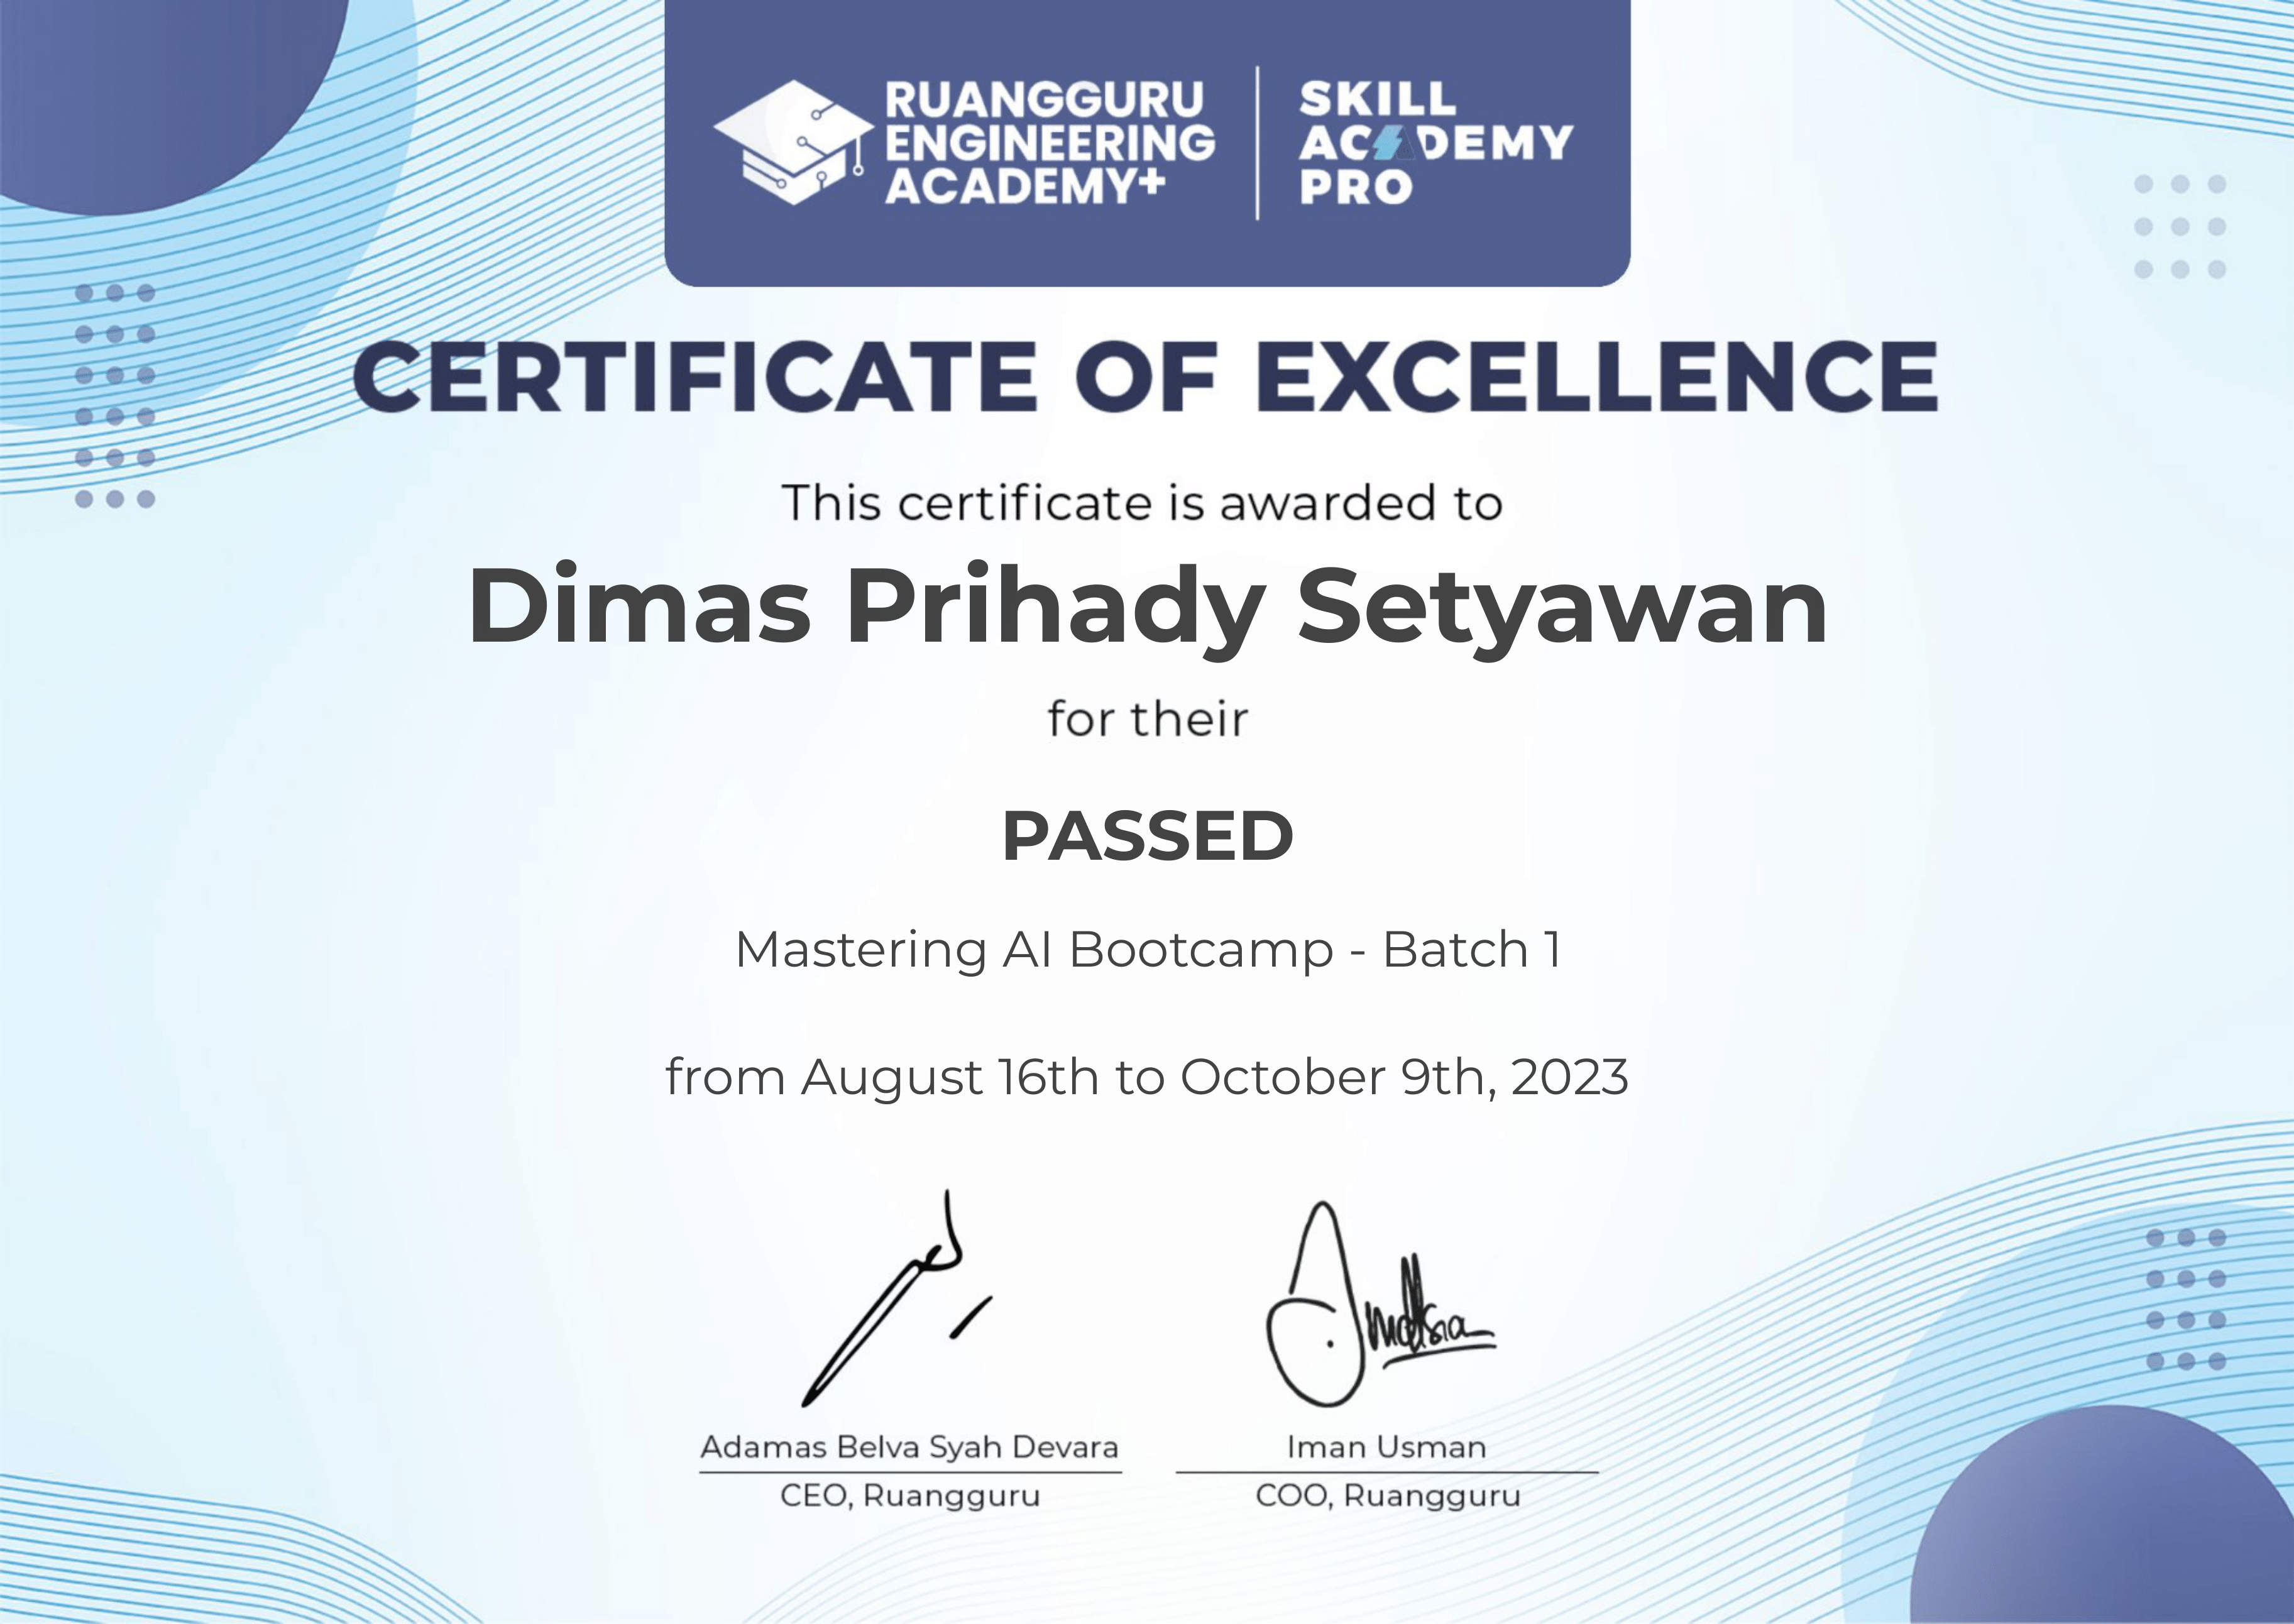 RUANGGURU
ENGINEERING
ACADEMY+
SKILL
ACADEMY
PRO
CERTIFICATE OF EXCELLENCE
This certificate is awarded to
Dimas Prihady Setyawan
for their
PASSED
Mastering AI Bootcamp - Batch 1
from August 16th to October 9th, 2023
Adamas Belva Syah Devara
CEO, Ruangguru
Iman Usman
COO, Ruangguru